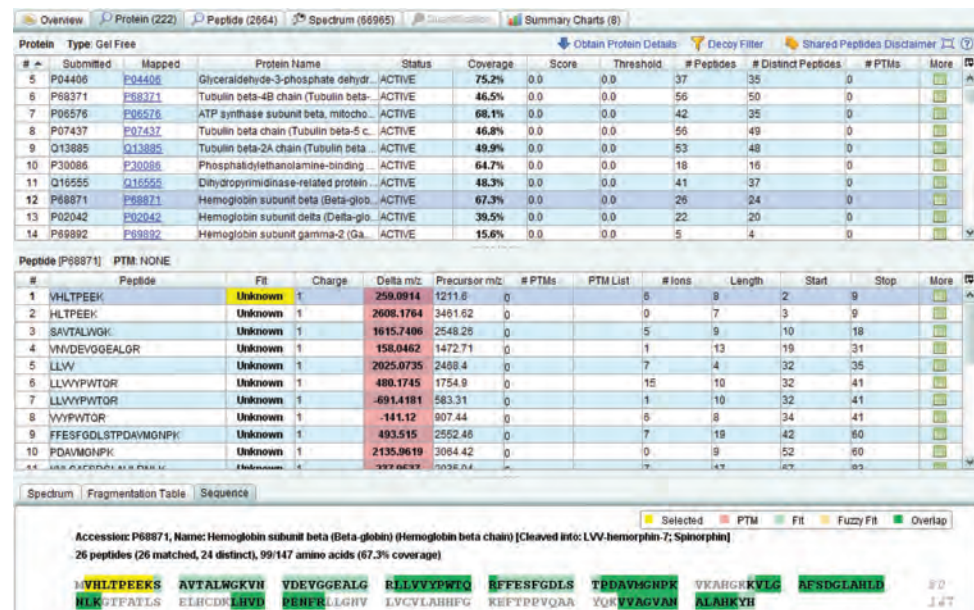 Overview Protein (222) Peptide (2664) Spectrum (66965) Summary Charts (8)
Protein Type: Gel Free Obtain Protein Details Decoy Filter Shared Peptides Disclaimer
# Submitted Mapped Protein Name Status Coverage Score Threshold # Peptides # Distinct Peptides # PTMs More
5 P04406 P04406 Glyceraldehyde-3-phosphate dehydr... ACTIVE 75.2% 0.0 0.0 37 35 0
6 P68371 P68371 Tubulin beta-4B chain (Tubulin beta-... ACTIVE 46.5% 0.0 0.0 56 50 0
7 P06576 P06576 ATP synthase subunit beta, mitocho... ACTIVE 68.1% 0.0 0.0 42 35 0
8 P07437 P07437 Tubulin beta chain (Tubulin beta-5 c... ACTIVE 46.8% 0.0 0.0 56 49 0
9 Q13885 Q13885 Tubulin beta-2A chain (Tubulin beta ... ACTIVE 49.9% 0.0 0.0 53 48 0
10 P30086 P30086 Phosphatidylethanolamine-binding ... ACTIVE 64.7% 0.0 0.0 18 16 0
11 Q16555 Q16555 Dihydropyrimidinase-related protein ... ACTIVE 48.3% 0.0 0.0 41 37 0
12 P68871 P68871 Hemoglobin subunit beta (Beta-glob... ACTIVE 67.3% 0.0 0.0 26 24 0
13 P02042 P02042 Hemoglobin subunit delta (Delta-glo... ACTIVE 39.5% 0.0 0.0 22 20 0
14 P69892 P69892 Hemoglobin subunit gamma-2 (Ga... ACTIVE 15.6% 0.0 0.0 5 4 0
Peptide [P68871] PTM: NONE
# Peptide Fit Charge Delta m/z Precursor m/z # PTMs PTM List # Ions Length Start Stop More
1 VHLTPEEK Unknown 1 259.0914 1211.6 0 6 8 2 9
2 HLTPEEK Unknown 1 2608.1764 3461.62 0 0 7 3 9
3 SAVTALWGK Unknown 1 1615.7406 2548.26 0 5 9 10 18
4 VNVDEVGGEALGR Unknown 1 158.0462 1472.71 0 1 13 19 31
5 LLVV Unknown 1 2025.0735 2468.4 0 7 4 32 35
6 LLVVYPWTQR Unknown 1 480.1745 1754.9 0 15 10 32 41
7 LLVVYPWTQR Unknown 1 -691.4181 583.31 0 1 10 32 41
8 VVYPWTQR Unknown 1 -141.12 907.44 0 6 8 34 41
9 FFESFGDLSTPDAVMGNPK Unknown 1 493.515 2552.46 0 7 19 42 60
10 PDAVMGNPK Unknown 1 2135.9619 3064.42 0 0 9 52 60
Spectrum Fragmentation Table Sequence
Selected PTM Fit Fuzzy Fit Overlap
Accession: P68871, Name: Hemoglobin subunit beta (Beta-globin) (Hemoglobin beta chain) [Cleaved into: LVV-hemorphin-7; Spinorphin]
26 peptides (26 matched, 24 distinct), 99/147 amino acids (67.3% coverage)
MVHLTPEEKS AVTALWGKVN VDEVGGEALG RLLVVYPWTQ RFFESFGDLS TPDAVMGNPK VKAHGKKVLG AFSDGLAHLD 80
NLKGTFATLS ELHCDKLHVD PENFRLLGNV LVCVLAHHFG KEFTPPVQAA YQKVVAGVAN ALAHKYH 147